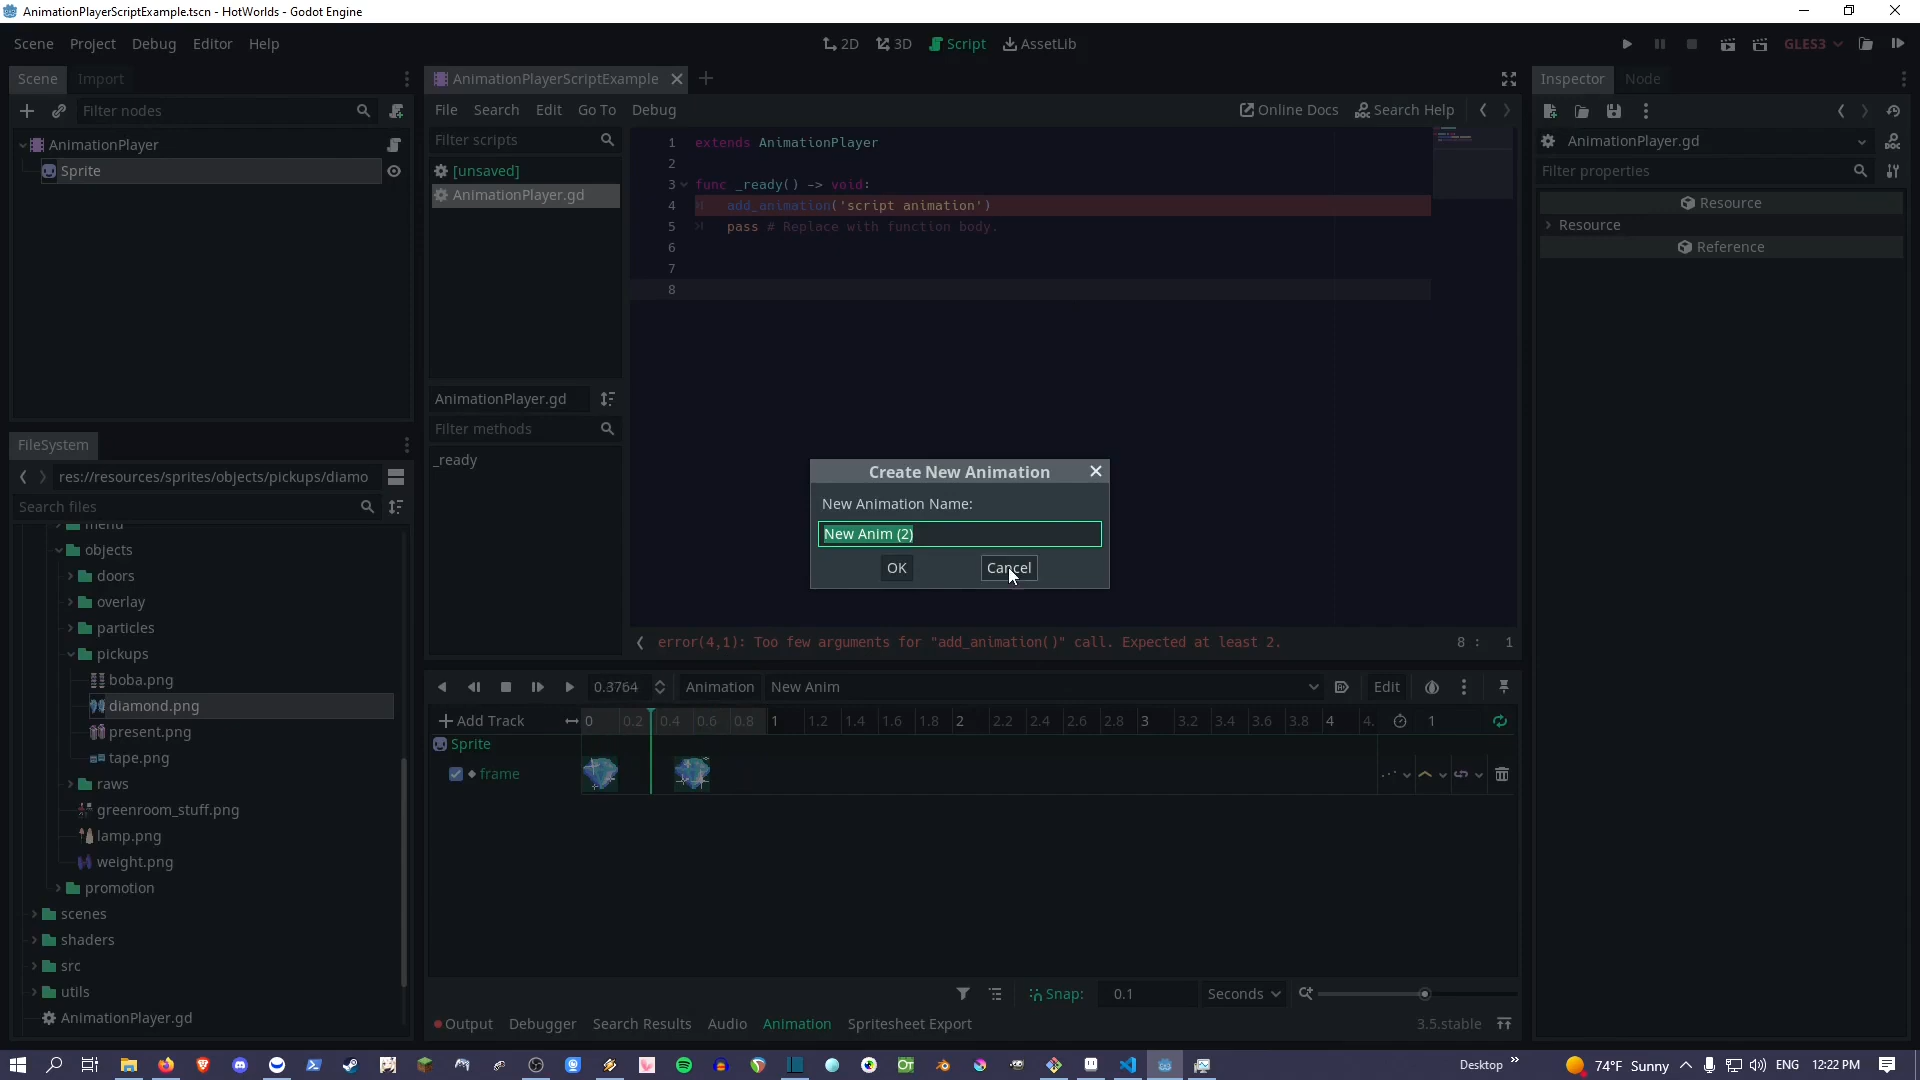 AnimationPlayerScriptExample.tscn - HotWorlds - Godot Engine
Scene Project Debug Editor Help
2D 3D Script AssetLib
GLES3
Scene Import
AnimationPlayerScriptExample
Inspector Node
Filter nodes
File Search Edit Go To Debug
Online Docs Search Help
AnimationPlayer
Sprite
Filter scripts
[unsaved]
AnimationPlayer.gd
1 extends AnimationPlayer
2
3 func _ready() -> void:
4 add_animation('script animation')
5 pass # Replace with function body.
6
7
8
AnimationPlayer.gd
Filter properties
Resource
Resource
Reference
AnimationPlayer.gd
Filter methods
_ready
FileSystem
res://resources/sprites/objects/pickups/diamo
Search files
menu
objects
doors
overlay
particles
pickups
boba.png
diamond.png
present.png
tape.png
raws
greenroom_stuff.png
lamp.png
weight.png
promotion
scenes
shaders
src
utils
AnimationPlayer.gd
Create New Animation
New Animation Name:
New Anim (2)
OK Cancel
error(4,1): Too few arguments for "add_animation()" call. Expected at least 2.
8 : 1
0.3764 Animation New Anim Edit
Add Track 0 0.2 0.4 0.6 0.8 1 1.2 1.4 1.6 1.8 2 2.2 2.4 2.6 2.8 3 3.2 3.4 3.6 3.8 4 4. 1
Sprite
frame
Snap: 0.1 Seconds
Output Debugger Search Results Audio Animation Spritesheet Export
3.5.stable
Desktop 74°F Sunny ENG 12:22 PM